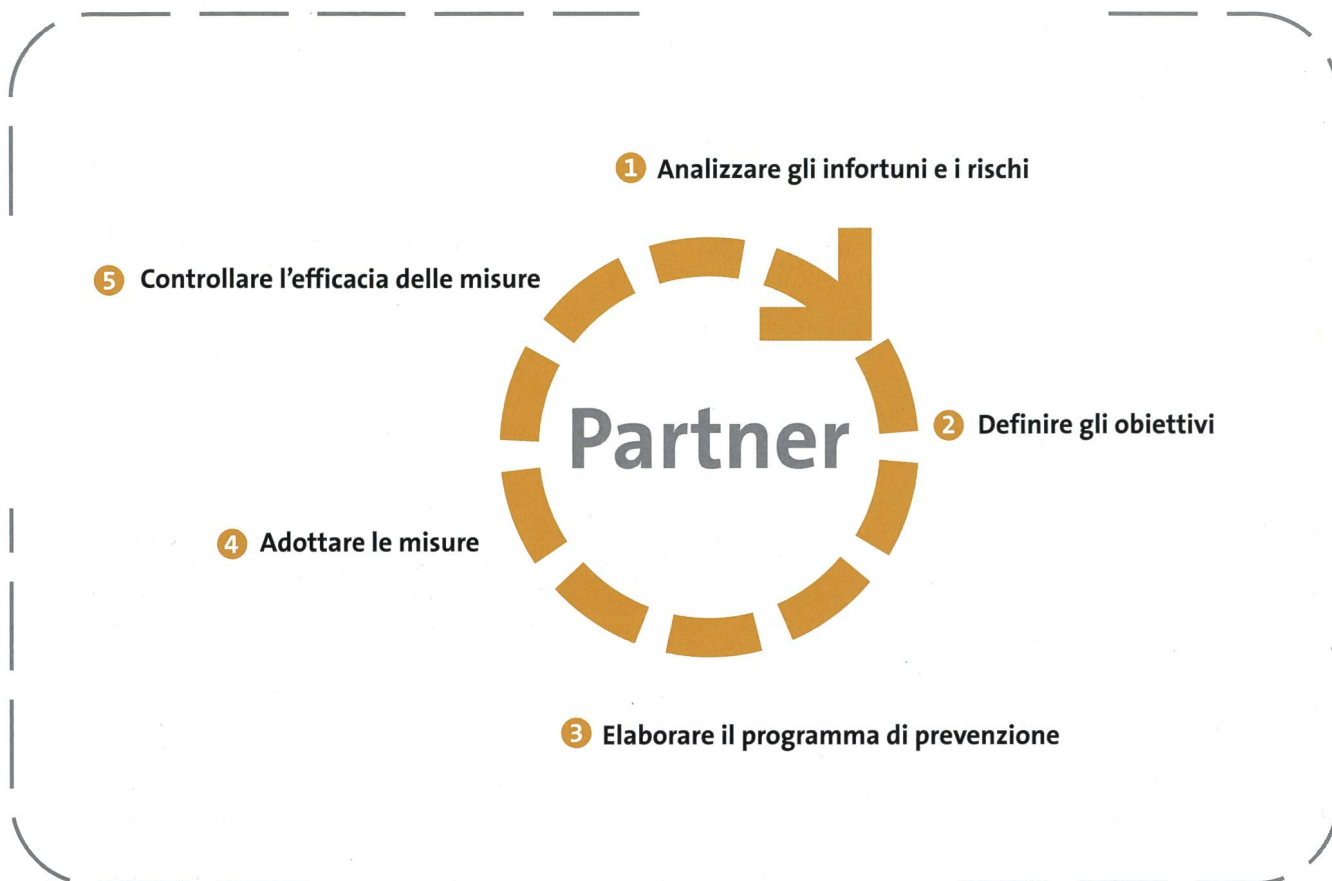 1 Analizzare gli infortuni e i rischi
5 Controllare l'efficacia delle misure
Partner
2 Definire gli obiettivi
4 Adottare le misure
3 Elaborare il programma di prevenzione